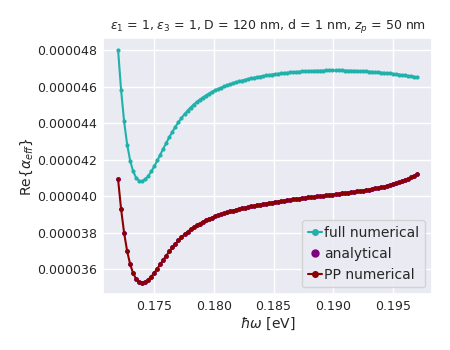 ε₁ = 1, ε₃ = 1, D = 120 nm, d = 1 nm, zₚ = 50 nm
Re{α_eff}
0.000048
0.000046
0.000044
0.000042
0.000040
0.000038
0.000036
full numerical
analytical
PP numerical
0.175 0.180 0.185 0.190 0.195
ℏω [eV]